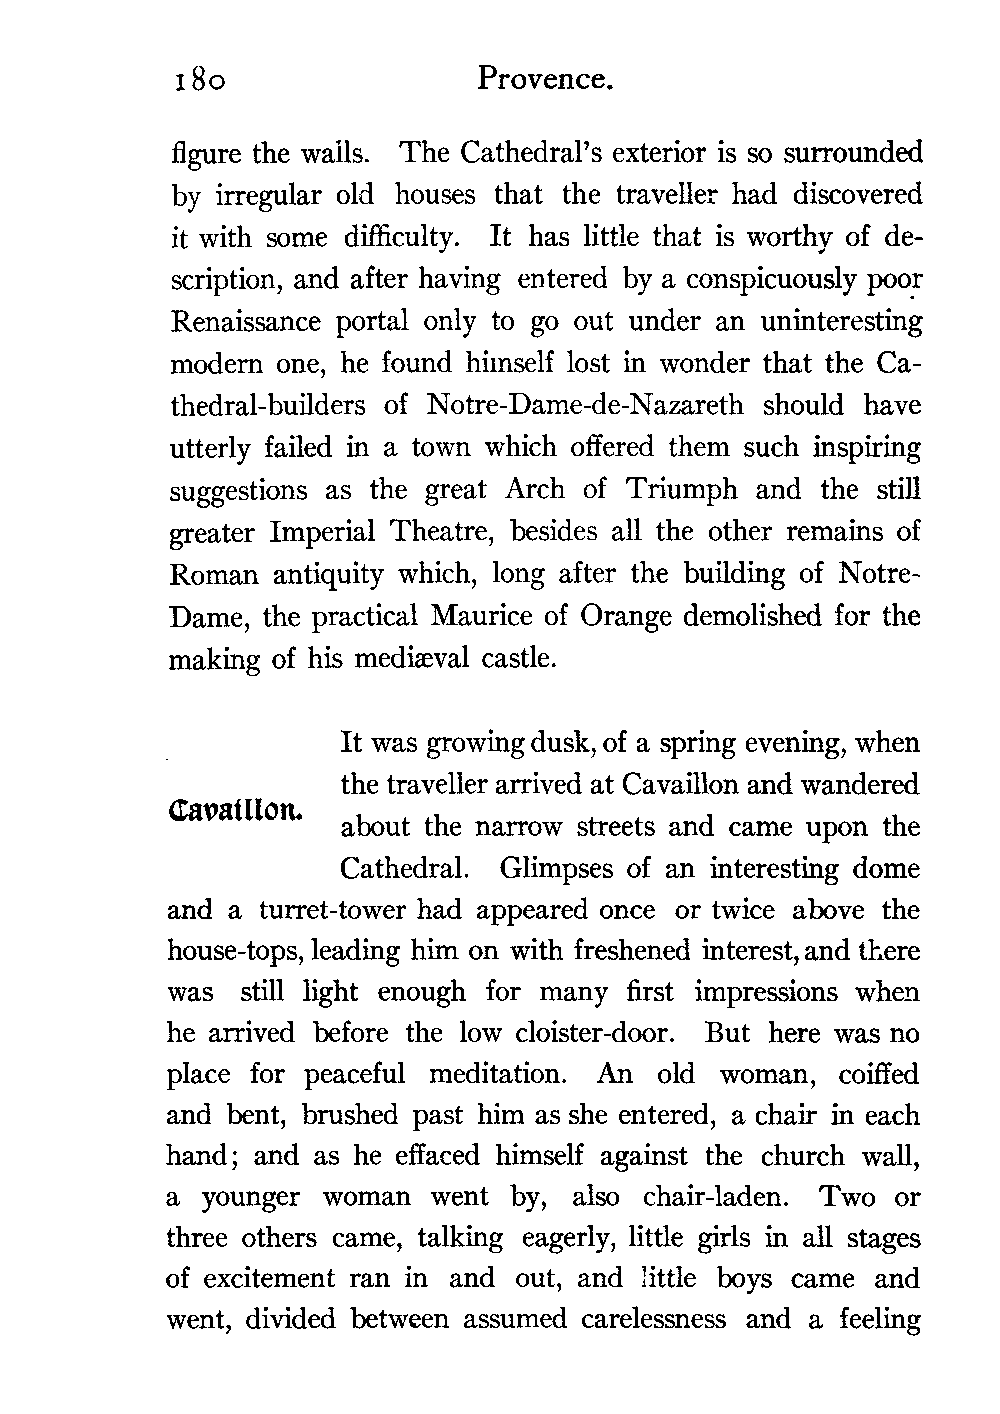 180 Provence.
figure the walls. The Cathedral's exterior is so surrounded
by irregular old houses that the traveller had discovered
it with some difficulty. It has little that is worthy of de-
scription, and after having entered by a conspicuously poor
Renaissance portal only to go out under an uninteresting
modern one, he found himself lost in wonder that the Ca-
thedral-builders of Notre-Dame-de-Nazareth should have
utterly failed in a town which offered them such inspiring
suggestions as the great Arch of Triumph and the still
greater Imperial Theatre, besides all the other remains of
Roman antiquity which, long after the building of Notre-
Dame, the practical Maurice of Orange demolished for the
making of his mediæval castle.
Cavaillon.
It was growing dusk, of a spring evening, when
the traveller arrived at Cavaillon and wandered
about the narrow streets and came upon the
Cathedral. Glimpses of an interesting dome
and a turret-tower had appeared once or twice above the
house-tops, leading him on with freshened interest, and there
was still light enough for many first impressions when
he arrived before the low cloister-door. But here was no
place for peaceful meditation. An old woman, coiffed
and bent, brushed past him as she entered, a chair in each
hand; and as he effaced himself against the church wall,
a younger woman went by, also chair-laden. Two or
three others came, talking eagerly, little girls in all stages
of excitement ran in and out, and little boys came and
went, divided between assumed carelessness and a feeling